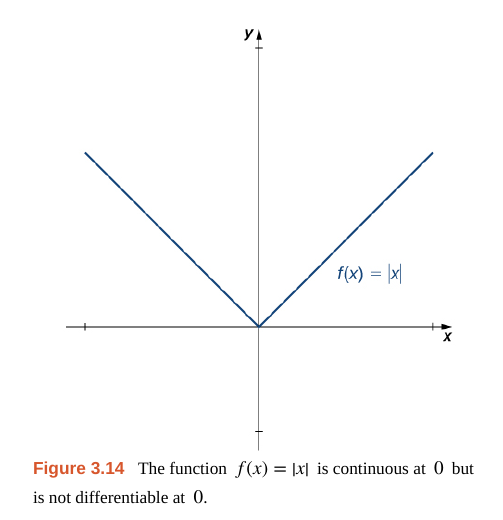 y
f(x) = |x|
x
Figure 3.14 The function f(x) = |x| is continuous at 0 but
is not differentiable at 0.